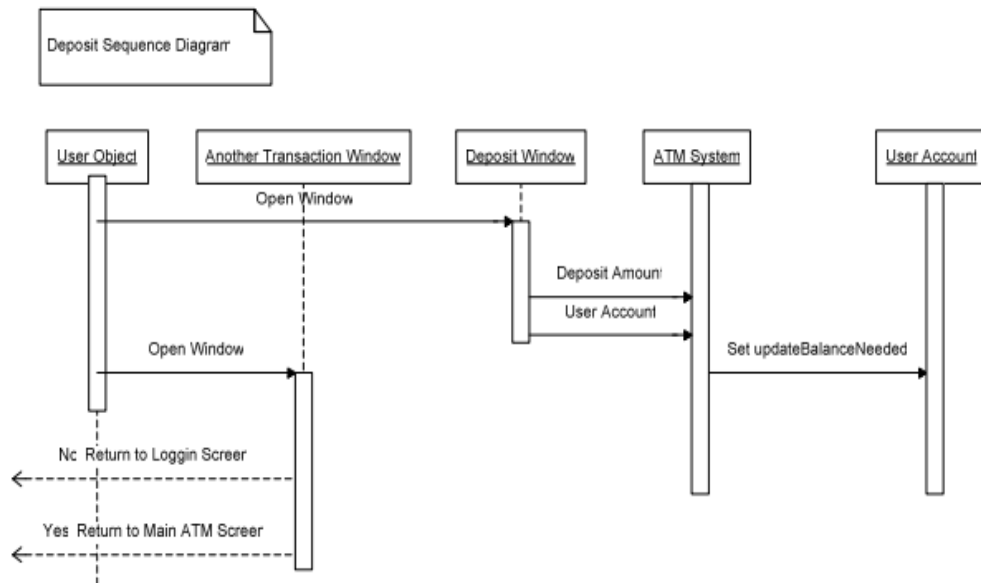 Deposit Sequence Diagram
User Object
Another Transaction Window
Deposit Window
ATM System
User Account
Open Window
Deposit Amount
User Account
Open Window
Set updateBalanceNeeded
No Return to Loggin Screen
Yes Return to Main ATM Screen